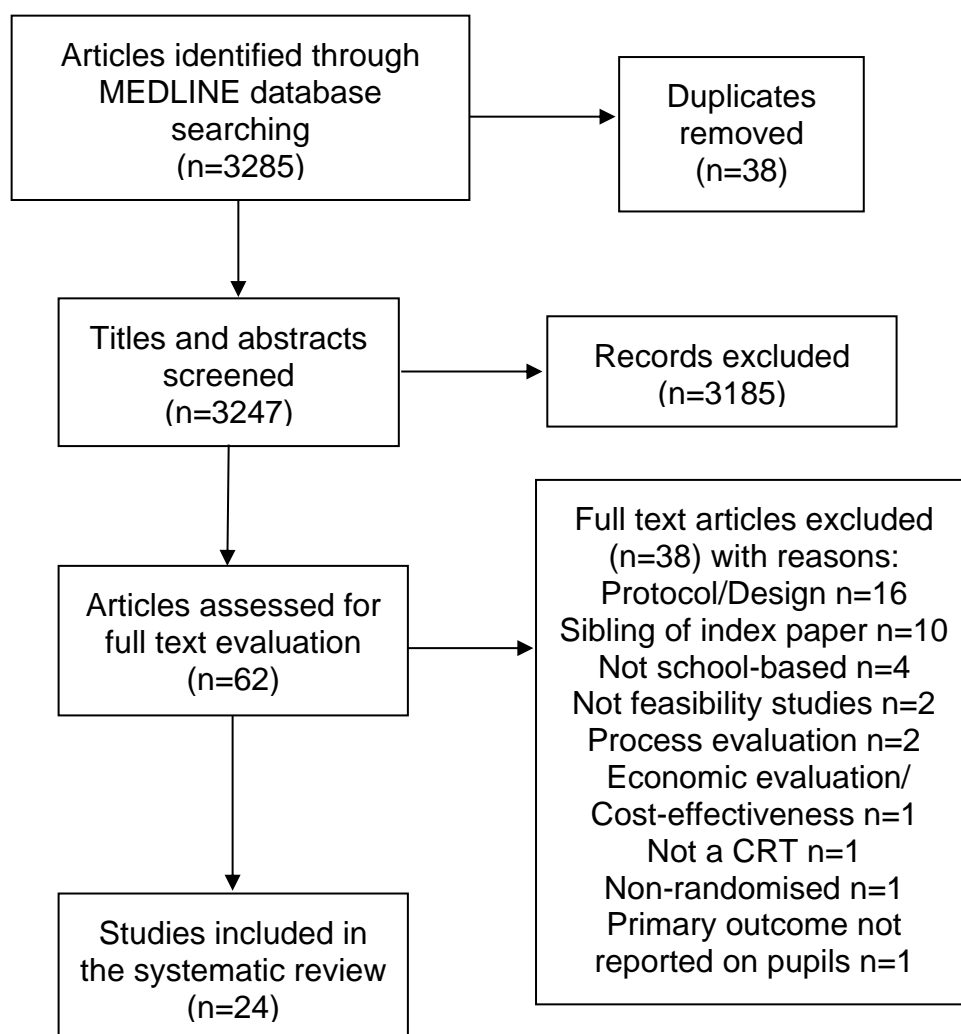 Articles identified through
MEDLINE database
searching
(n=3285)
Duplicates
removed
(n=38)
Titles and abstracts
screened
(n=3247)
Records excluded
(n=3185)
Articles assessed for
full text evaluation
(n=62)
Full text articles excluded
(n=38) with reasons:
Protocol/Design n=16
Sibling of index paper n=10
Not school-based n=4
Not feasibility studies n=2
Process evaluation n=2
Economic evaluation/
Cost-effectiveness n=1
Not a CRT n=1
Non-randomised n=1
Primary outcome not
reported on pupils n=1
Studies included in
the systematic review
(n=24)